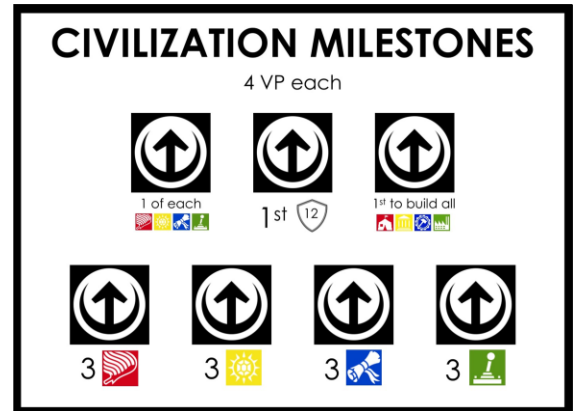 CIVILIZATION MILESTONES
4 VP each
1 of each
1st 12
1st to build all
3
3
3
3